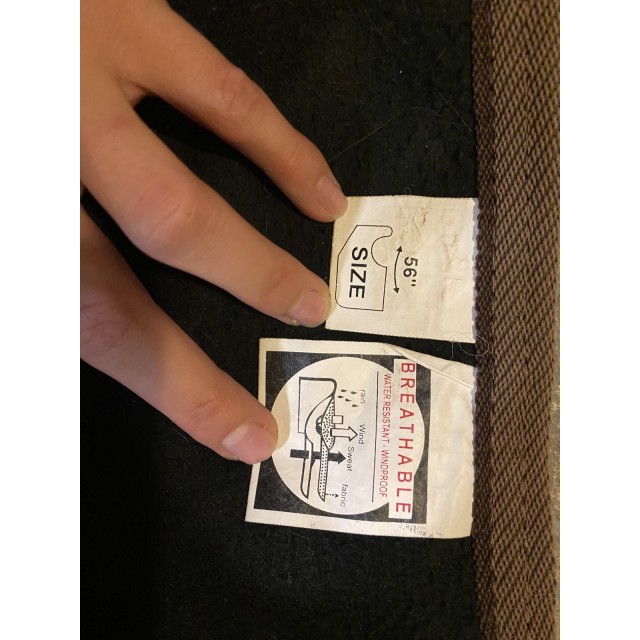 56"
SIZE
BREATHABLE
WATER RESISTANT - WINDPROOF
rain
Wind
Sweat
fabric